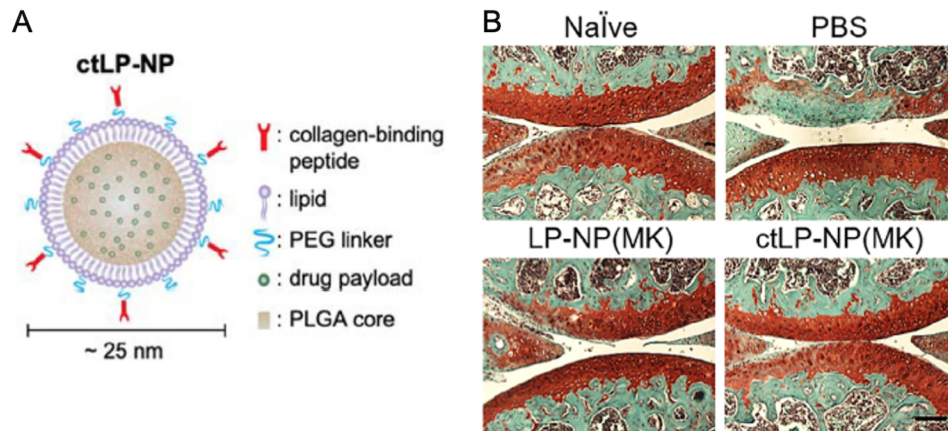 A
ctLP-NP
: collagen-binding
peptide
: lipid
: PEG linker
: drug payload
: PLGA core
~ 25 nm
B
NaÏve
PBS
LP-NP(MK)
ctLP-NP(MK)